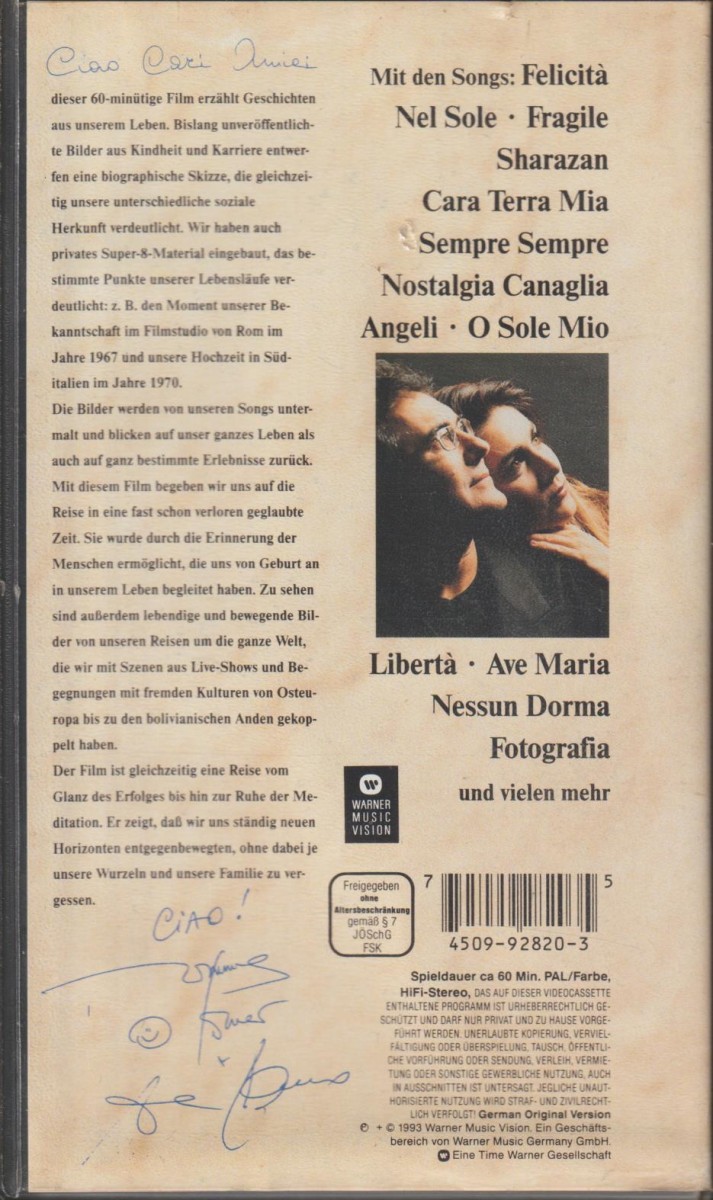 Ciao Cari Amici
dieser 60-minütige Film erzählt Geschichten
aus unserem Leben. Bislang unveröffentlich-
te Bilder aus Kindheit und Karriere entwer-
fen eine biographische Skizze, die gleichzei-
tig unsere unterschiedliche soziale
Herkunft verdeutlicht. Wir haben auch
privates Super-8-Material eingebaut, das be-
stimmte Punkte unserer Lebensläufe ver-
deutlicht: z. B. den Moment unserer Be-
kanntschaft im Filmstudio von Rom im
Jahre 1967 und unsere Hochzeit in Süd-
italien im Jahre 1970.
Die Bilder werden von unseren Songs unter-
malt und blicken auf unser ganzes Leben als
auch auf ganz bestimmte Erlebnisse zurück.
Mit diesem Film begeben wir uns auf die
Reise in eine fast schon verloren geglaubte
Zeit. Sie wurde durch die Erinnerung der
Menschen ermöglicht, die uns von Geburt an
in unserem Leben begleitet haben. Zu sehen
sind außerdem lebendige und bewegende Bil-
der von unseren Reisen um die ganze Welt,
die wir mit Szenen aus Live-Shows und Be-
gegnungen mit fremden Kulturen von Osteu-
ropa bis zu den bolivianischen Anden gekop-
pelt haben.
Der Film ist gleichzeitig eine Reise vom
Glanz des Erfolges bis hin zur Ruhe der Me-
ditation. Er zeigt, daß wir uns ständig neuen
Horizonten entgegenbewegten, ohne dabei je
unsere Wurzeln und unsere Familie zu ver-
gessen.
CIAO!
Mit den Songs: Felicità
Nel Sole · Fragile
Sharazan
Cara Terra Mia
Sempre Sempre
Nostalgia Canaglia
Angeli · O Sole Mio
Libertà · Ave Maria
Nessun Dorma
Fotografia
und vielen mehr
WARNER
MUSIC
VISION
Freigegeben
ohne
Altersbeschränkung
gemäß § 7
JÖSchG
FSK
7 5
4509-92820-3
Spieldauer ca 60 Min. PAL/Farbe,
HiFi-Stereo, DAS AUF DIESER VIDEOCASSETTE
ENTHALTENE PROGRAMM IST URHEBERRECHTLICH GE-
SCHÜTZT UND DARF NUR PRIVAT UND ZU HAUSE VORGE-
FÜHRT WERDEN. UNERLAUBTE KOPIERUNG, VERVIEL-
FÄLTIGUNG ODER ÜBERSPIELUNG, TAUSCH, ÖFFENTLI-
CHE VORFÜHRUNG ODER SENDUNG, VERLEIH, VERMIE-
TUNG ODER SONSTIGE GEWERBLICHE NUTZUNG, AUCH
IN AUSSCHNITTEN IST UNTERSAGT. JEGLICHE UNAUT-
HORISIERTE NUTZUNG WIRD STRAF- UND ZIVILRECHT-
LICH VERFOLGT! German Original Version
℗ + © 1993 Warner Music Vision. Ein Geschäfts-
bereich von Warner Music Germany GmbH.
Eine Time Warner Gesellschaft